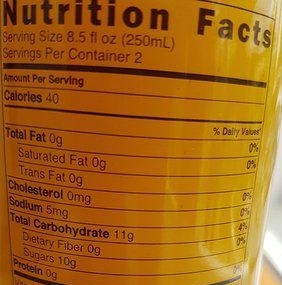 Nutrition Facts
Serving Size 8.5 fl oz (250mL)
Servings Per Container 2
Amount Per Serving
Calories 40
% Daily Values*
Total Fat 0g 0%
Saturated Fat 0g 0%
Trans Fat 0g
Cholesterol 0mg 0%
Sodium 5mg 0%
Total Carbohydrate 11g 4%
Dietary Fiber 0g 0%
Sugars 10g
Protein 0g 0%